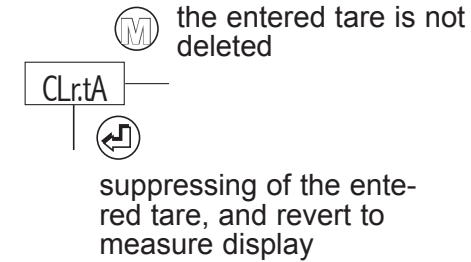 M the entered tare is not
deleted
CLr.tA
suppressing of the ente-
red tare, and revert to
measure display